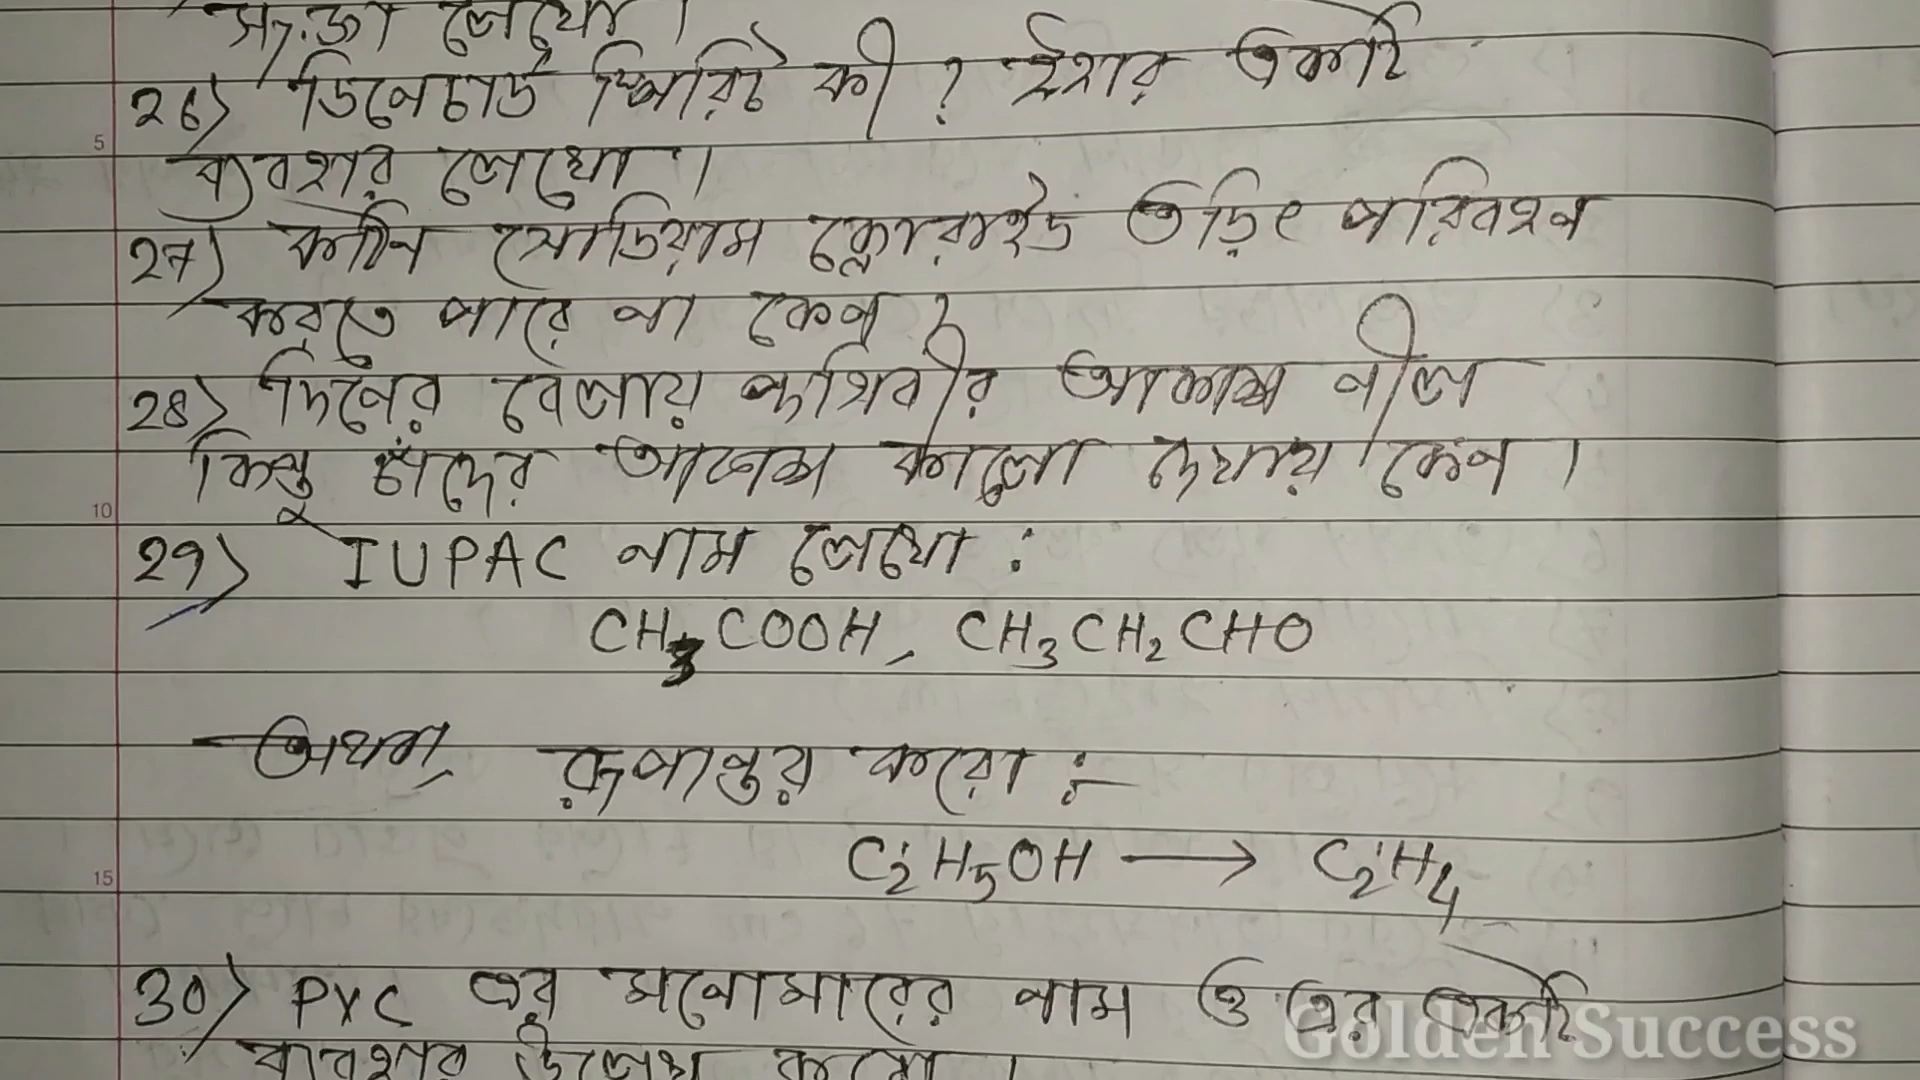 সংজ্ঞা লেখো।
26) ডিনেচার্ড স্পিরিট কী? ইহার একটি
ব্যবহার লেখো।
27) কঠিন সোডিয়াম ক্লোরাইড তড়িৎ পরিবহন
করতে পারে না কেন?
28) দিনের বেলায় পৃথিবীর আকাশ নীল
কিন্তু চাঁদের আকাশ কালো দেখায় কেন।
29) IUPAC নাম লেখো:
CH₃COOH, CH₃CH₂CHO
অথবা, রূপান্তর করো:-
C₂H₅OH ⟶ C₂H₄
30) PVC এর মনোমারের নাম ও এর একটি
ব্যবহার উল্লেখ করো।
Golden Success